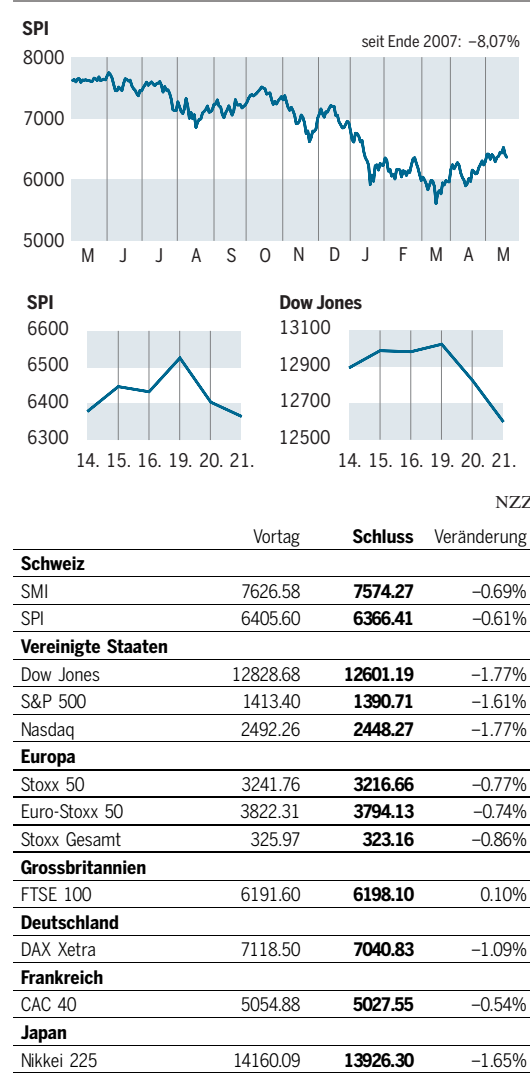 SPI
seit Ende 2007: –8,07%
8000
7000
6000
5000
M J J A S O N D J F M A M
SPI
6600
6500
6400
6300
14. 15. 16. 19. 20. 21.
Dow Jones
13100
12900
12700
12500
14. 15. 16. 19. 20. 21.
NZZ
Vortag Schluss Veränderung
Schweiz
SMI 7626.58 7574.27 –0.69%
SPI 6405.60 6366.41 –0.61%
Vereinigte Staaten
Dow Jones 12828.68 12601.19 –1.77%
S&P 500 1413.40 1390.71 –1.61%
Nasdaq 2492.26 2448.27 –1.77%
Europa
Stoxx 50 3241.76 3216.66 –0.77%
Euro-Stoxx 50 3822.31 3794.13 –0.74%
Stoxx Gesamt 325.97 323.16 –0.86%
Grossbritannien
FTSE 100 6191.60 6198.10 0.10%
Deutschland
DAX Xetra 7118.50 7040.83 –1.09%
Frankreich
CAC 40 5054.88 5027.55 –0.54%
Japan
Nikkei 225 14160.09 13926.30 –1.65%